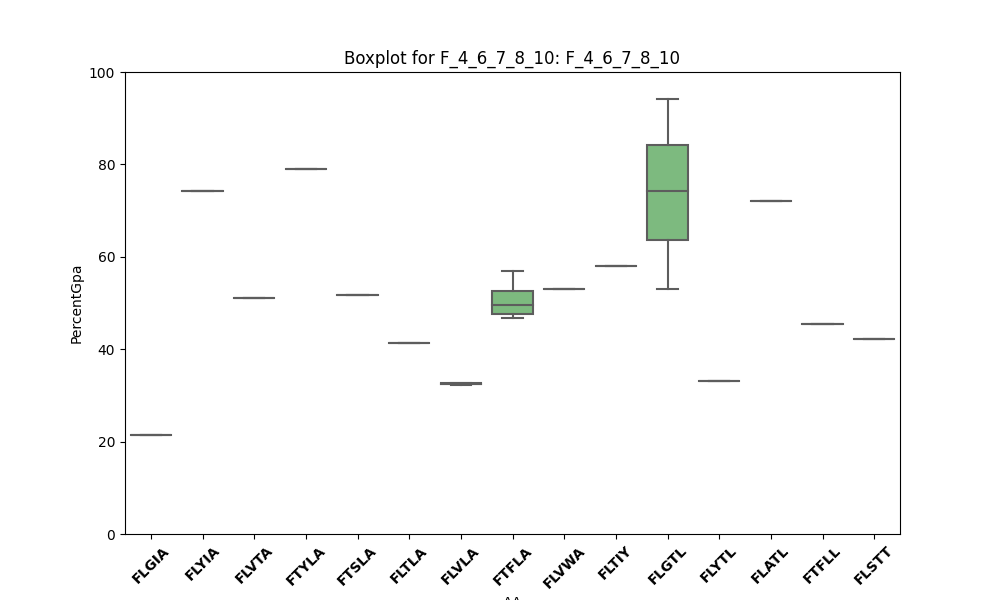 Boxplot for F_4_6_7_8_10: F_4_6_7_8_10
100
80
60
40
20
0
PercentGpa
FLGIA
FLYIA
FLVTA
FTYLA
FTSLA
FLTLA
FLVLA
FTFLA
FLVWA
FLTIY
FLGTL
FLYTL
FLATL
FTFLL
FLSTT